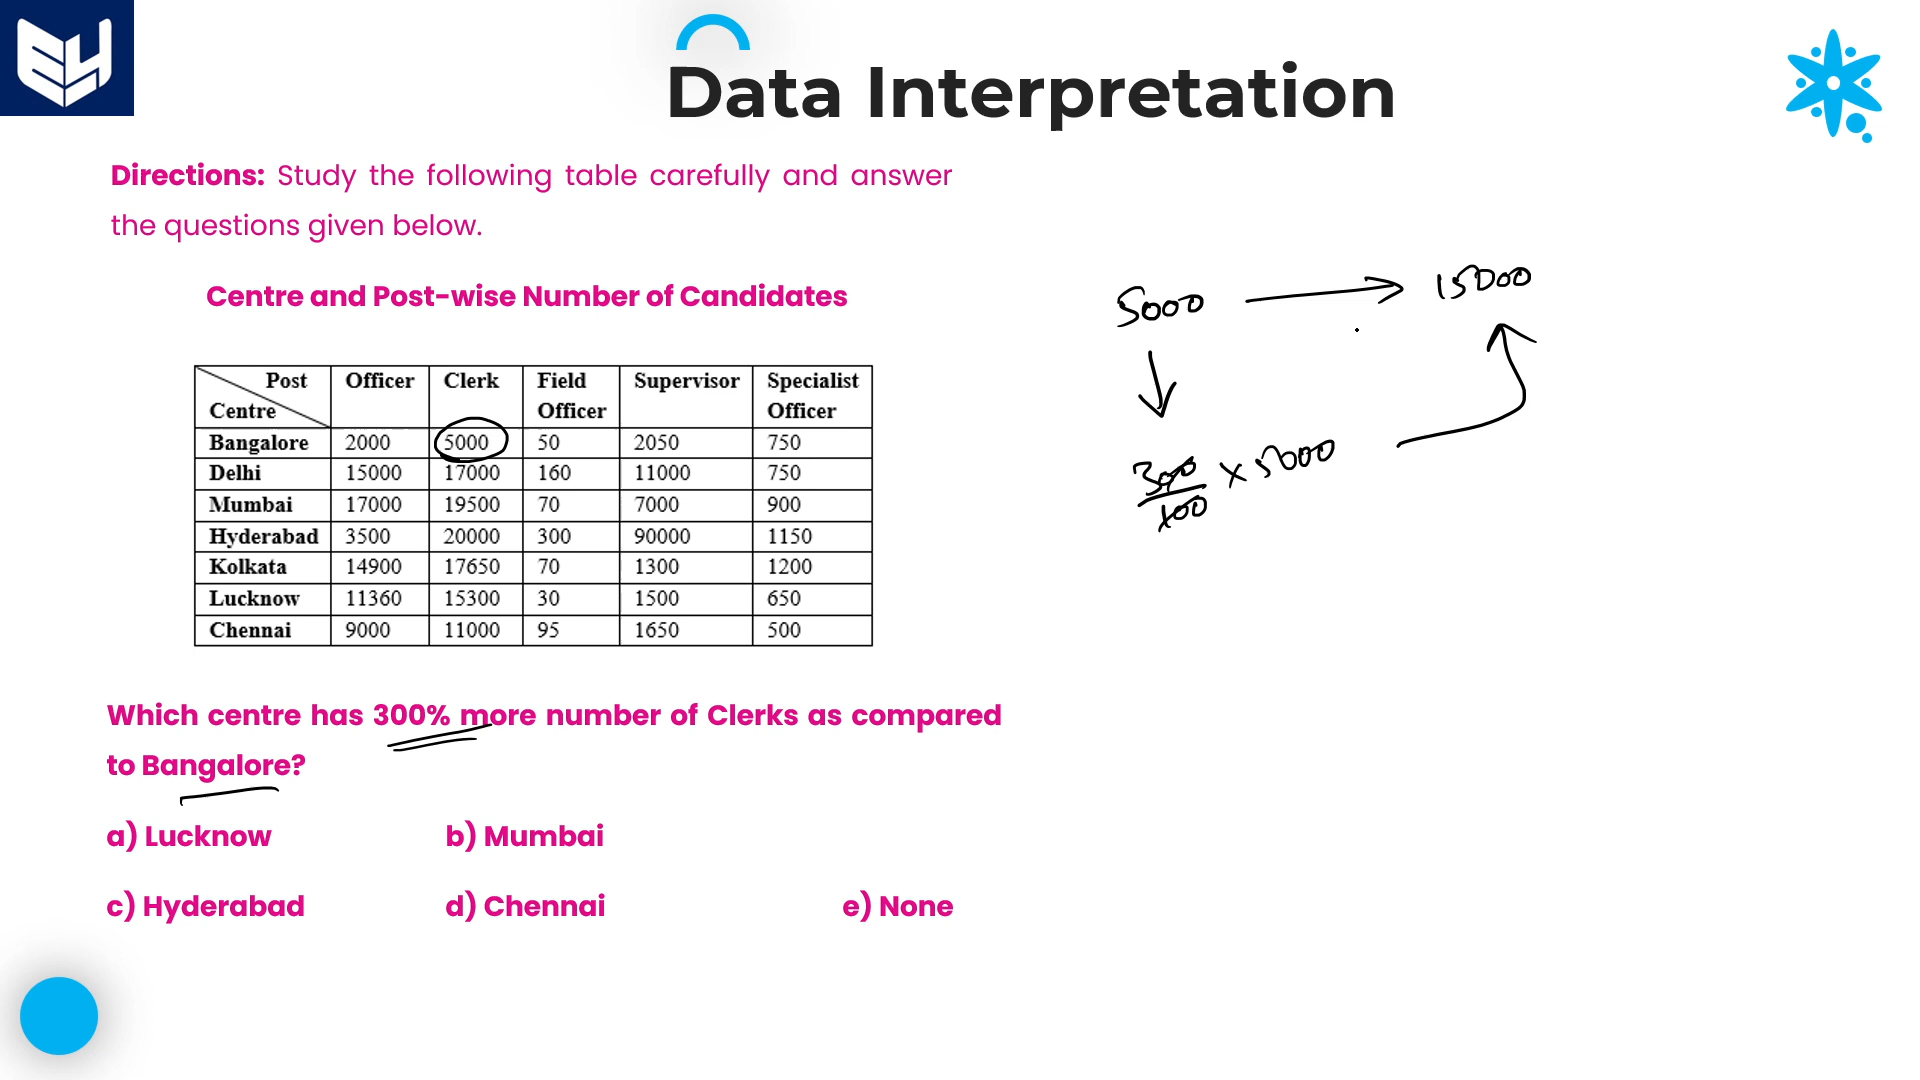 Data Interpretation
Directions: Study the following table carefully and answer
the questions given below.
Centre and Post-wise Number of Candidates
Post Centre Officer Clerk Field Officer Supervisor Specialist Officer
Bangalore 2000 5000 50 2050 750
Delhi 15000 17000 160 11000 750
Mumbai 17000 19500 70 7000 900
Hyderabad 3500 20000 300 90000 1150
Kolkata 14900 17650 70 1300 1200
Lucknow 11360 15300 30 1500 650
Chennai 9000 11000 95 1650 500
Which centre has 300% more number of Clerks as compared
to Bangalore?
a) Lucknow b) Mumbai
c) Hyderabad d) Chennai e) None
5000 → 15000
300/100 × 5000